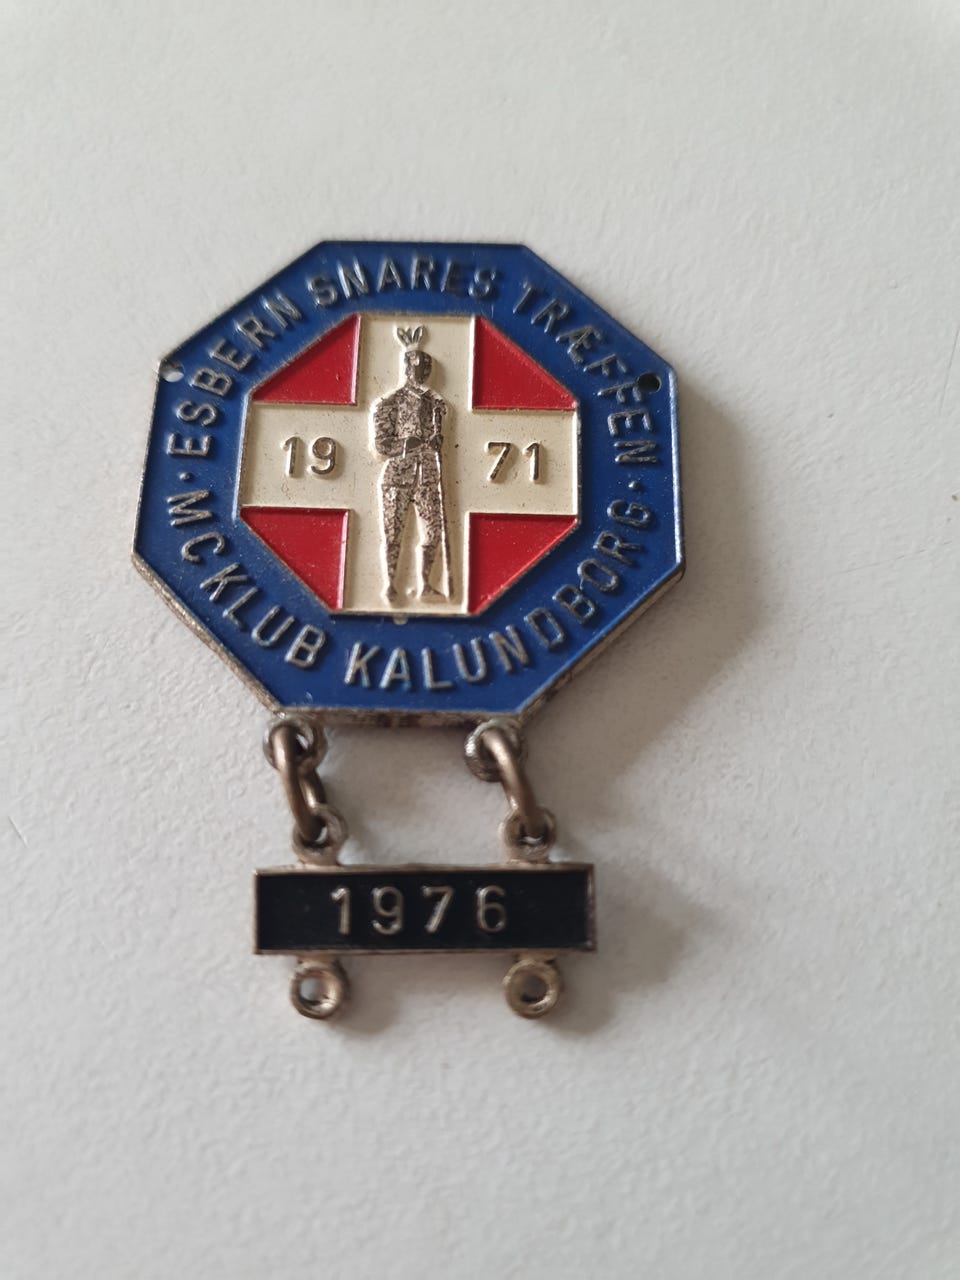 · ESBERN SNARES TRÆFFEN ·
19 71
MC KLUB KALUNDBORG
1976